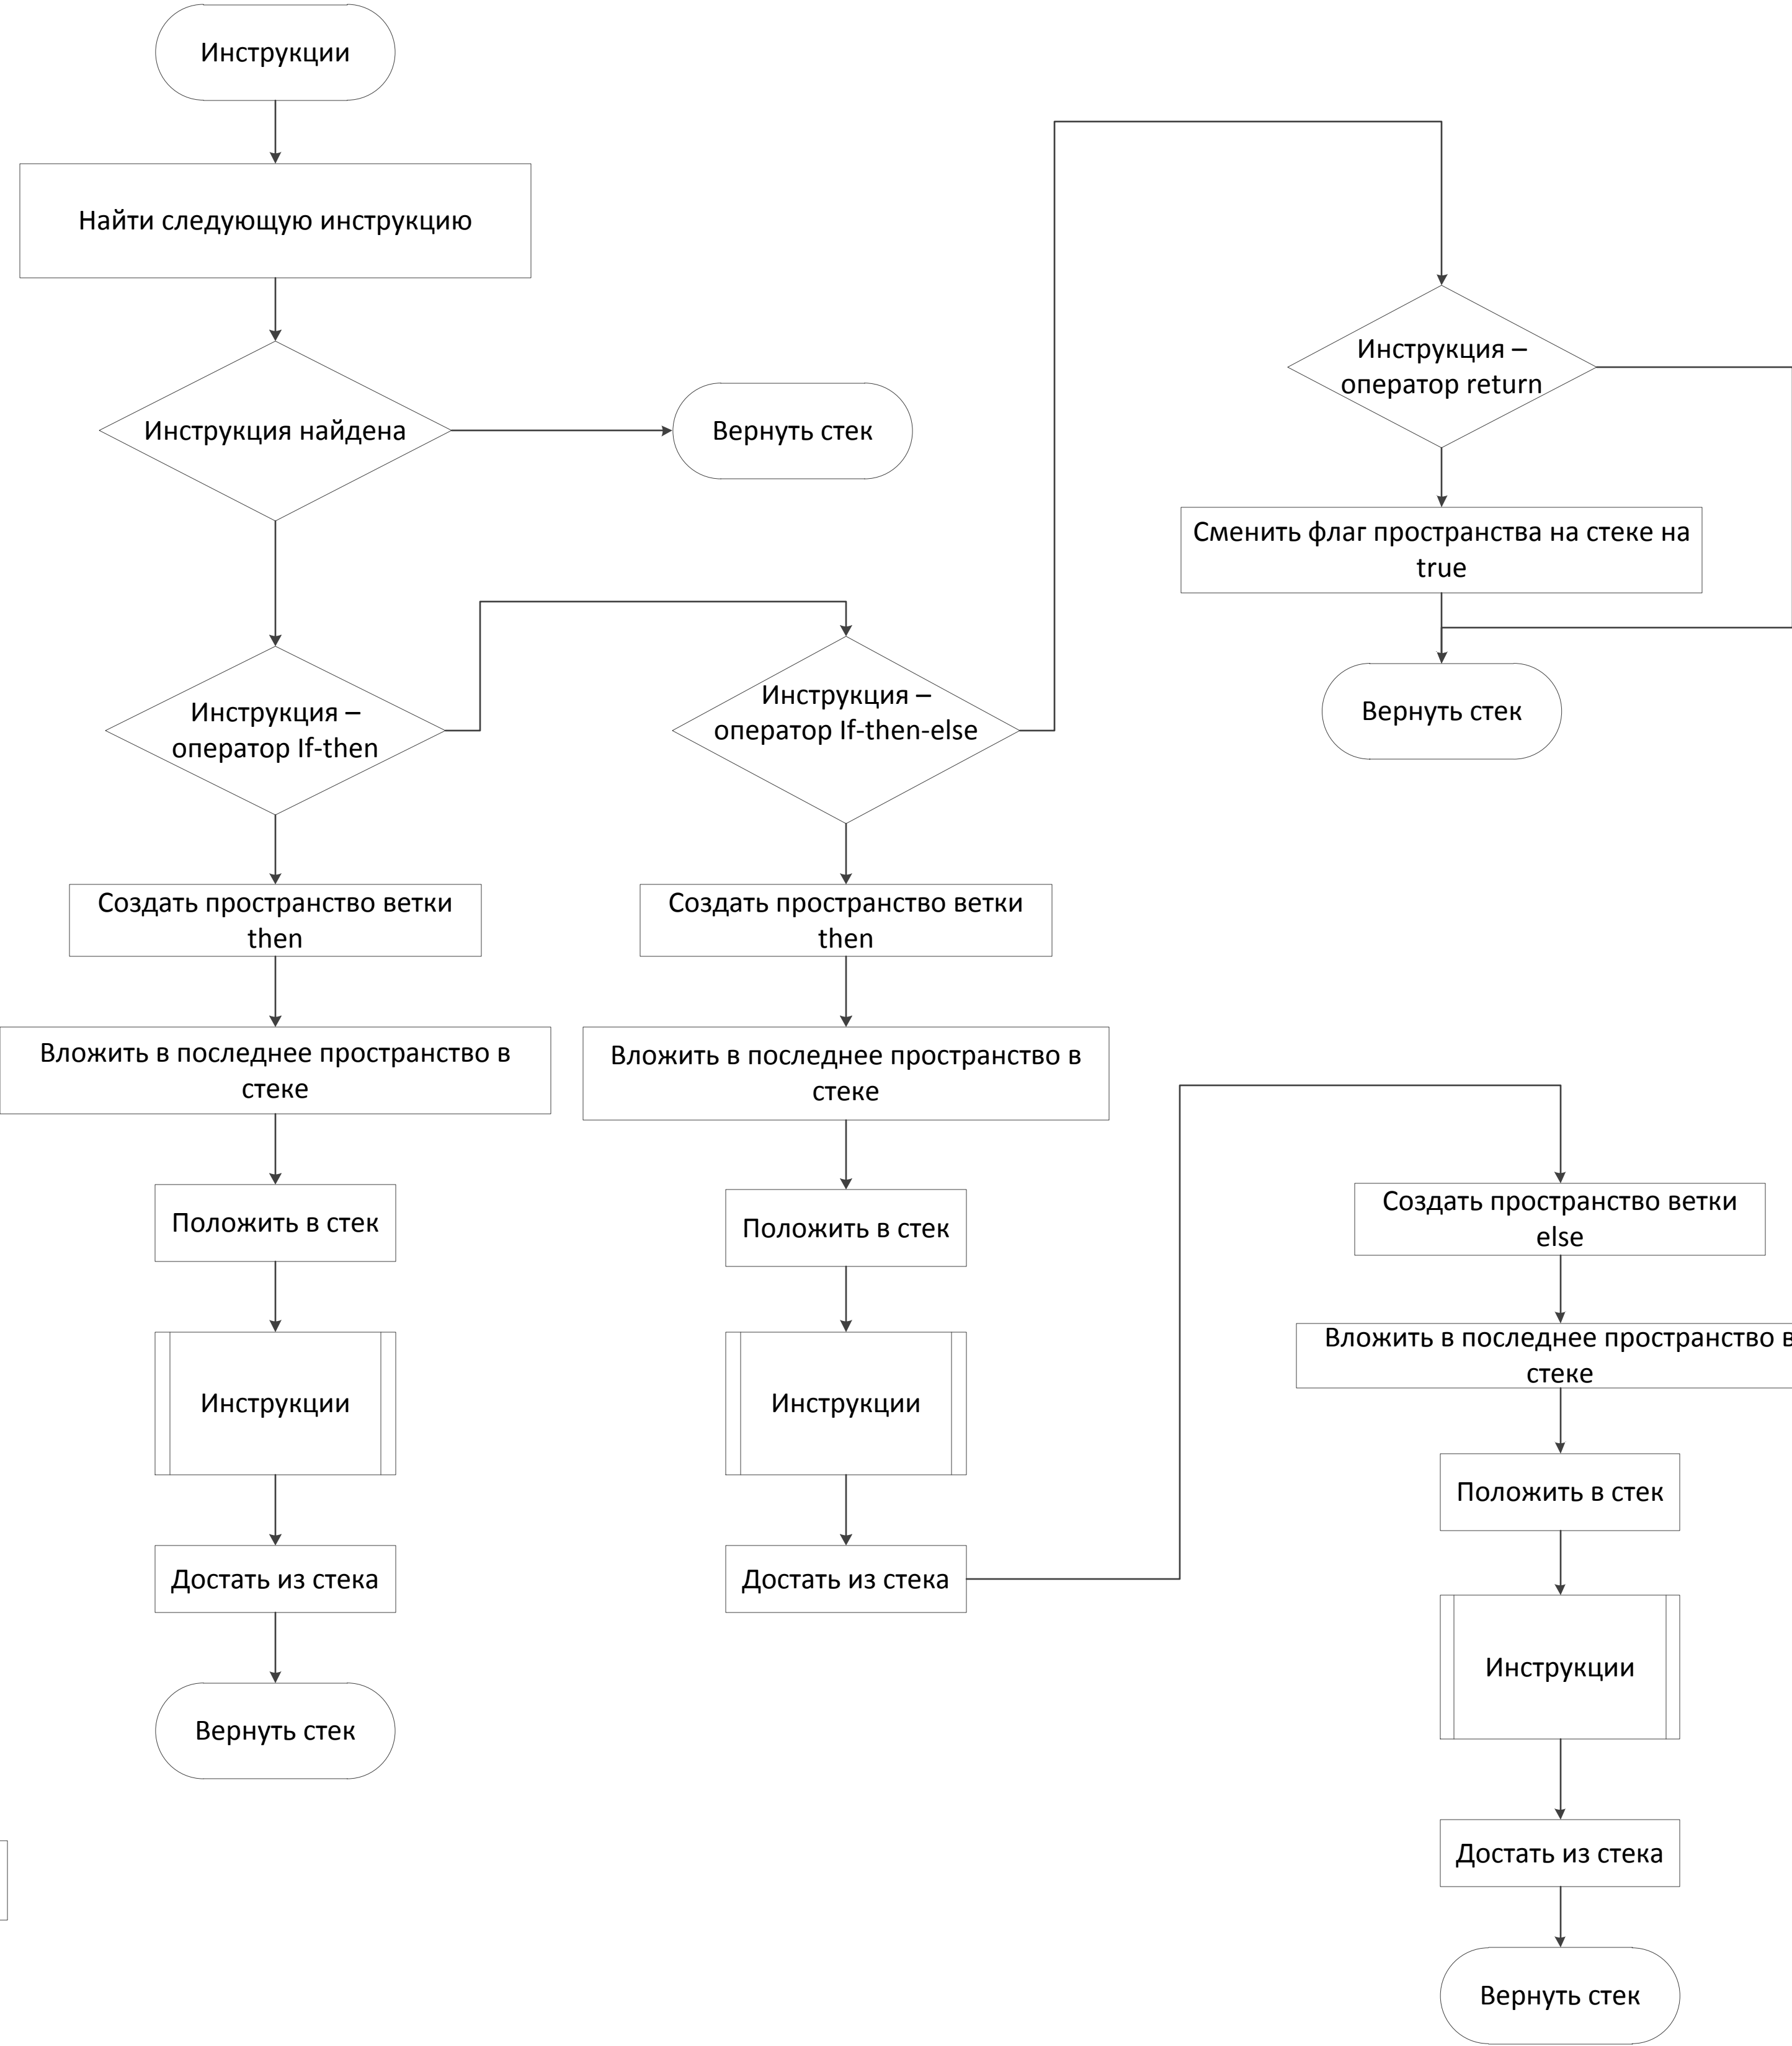 Инструкции
Найти следующую инструкцию
Инструкция найдена
Вернуть стек
Инструкция –
оператор If-then
Создать пространство ветки
then
Вложить в последнее пространство в
стеке
Положить в стек
Инструкции
Достать из стека
Вернуть стек
Инструкция –
оператор If-then-else
Создать пространство ветки
then
Вложить в последнее пространство в
стеке
Положить в стек
Инструкции
Достать из стека
Инструкция –
оператор return
Сменить флаг пространства на стеке на
true
Вернуть стек
Создать пространство ветки
else
Вложить в последнее пространство в
стеке
Положить в стек
Инструкции
Достать из стека
Вернуть стек